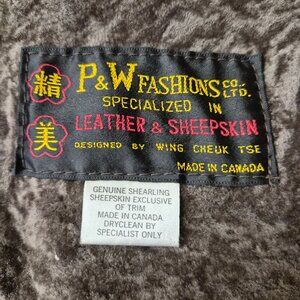 精
美
P&W FASHIONS CO., LTD.
SPECIALIZED IN
LEATHER & SHEEPSKIN
DESIGNED BY WING CHEUK TSE
MADE IN CANADA
GENUINE SHEARLING
SHEEPSKIN EXCLUSIVE
OF TRIM
MADE IN CANADA
DRYCLEAN BY
SPECIALIST ONLY